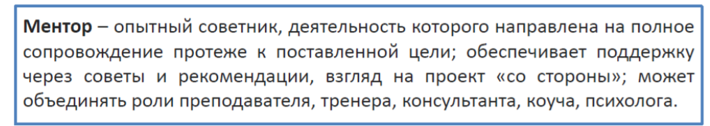 Ментор – опытный советник, деятельность которого направлена на полное
сопровождение протеже к поставленной цели; обеспечивает поддержку
через советы и рекомендации, взгляд на проект «со стороны»; может
объединять роли преподавателя, тренера, консультанта, коуча, психолога.